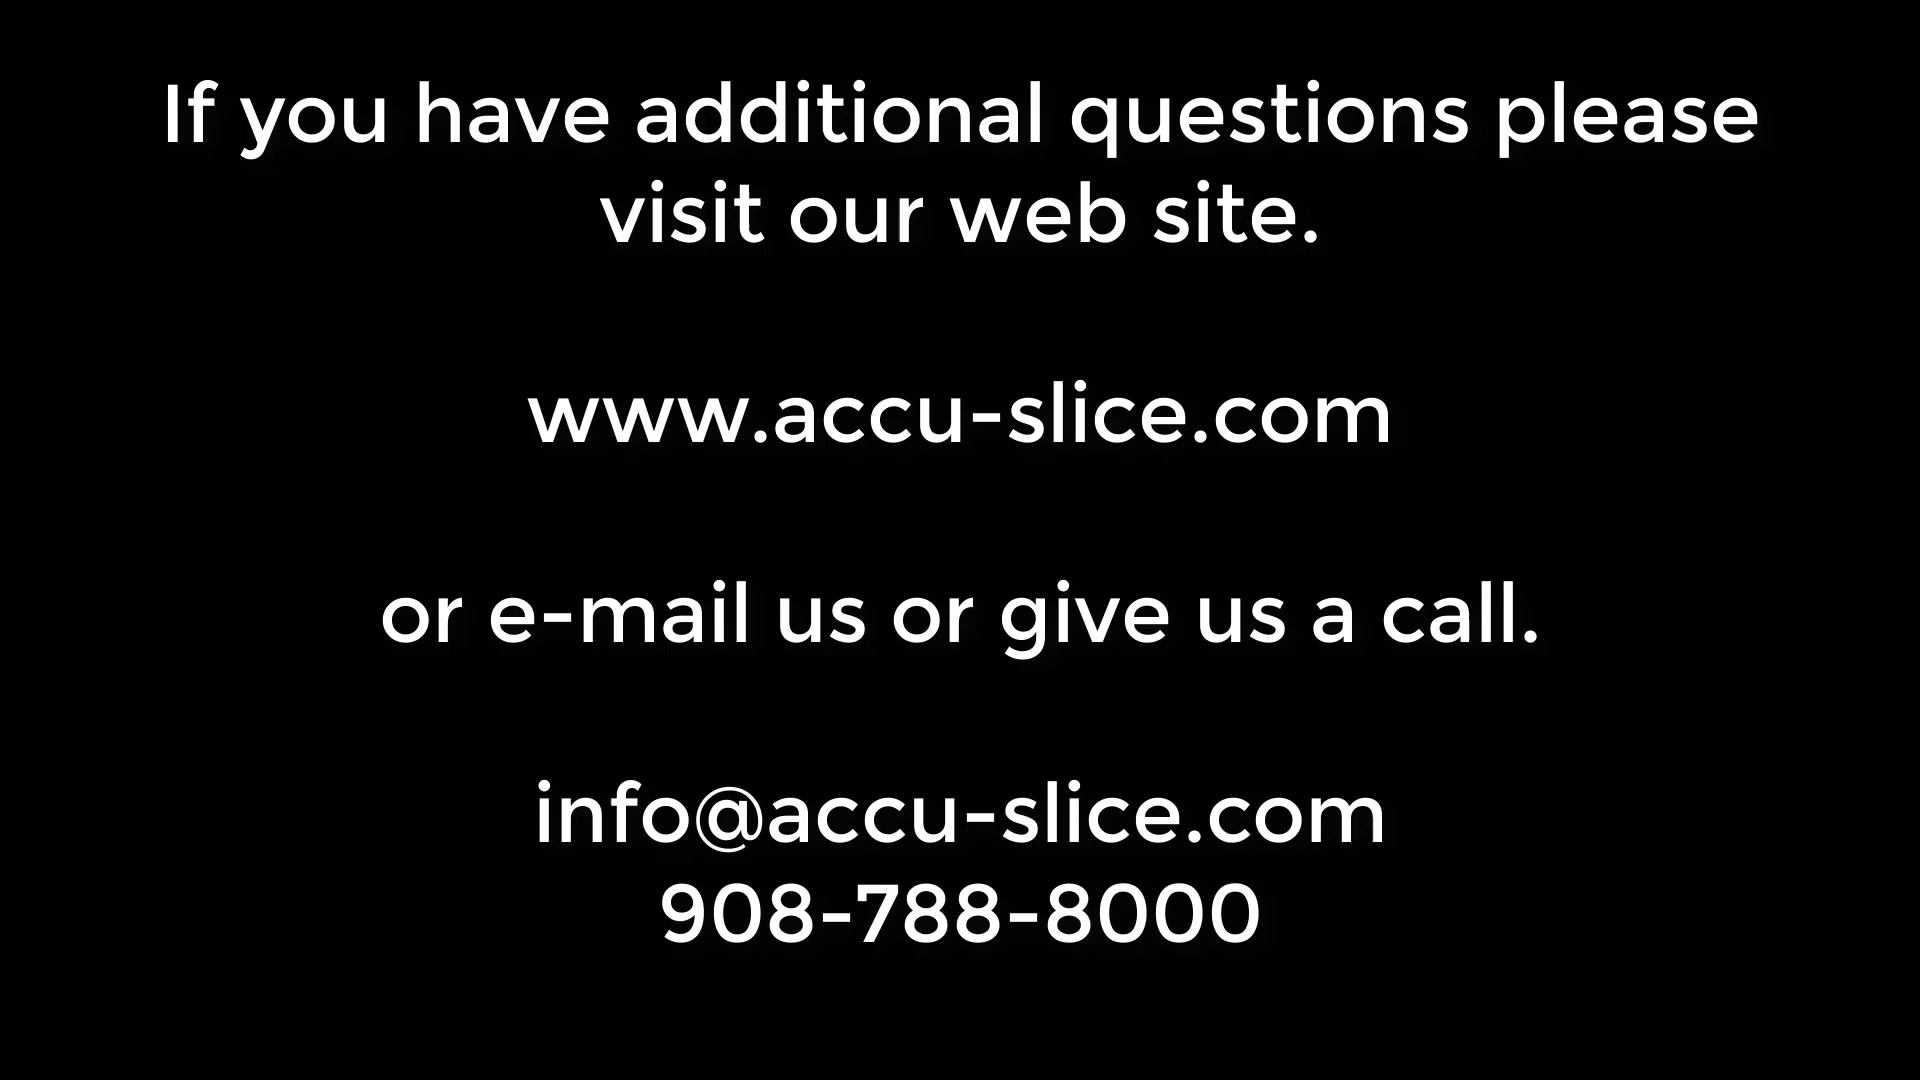 If you have additional questions please
visit our web site.
www.accu-slice.com
or e-mail us or give us a call.
info@accu-slice.com
908-788-8000